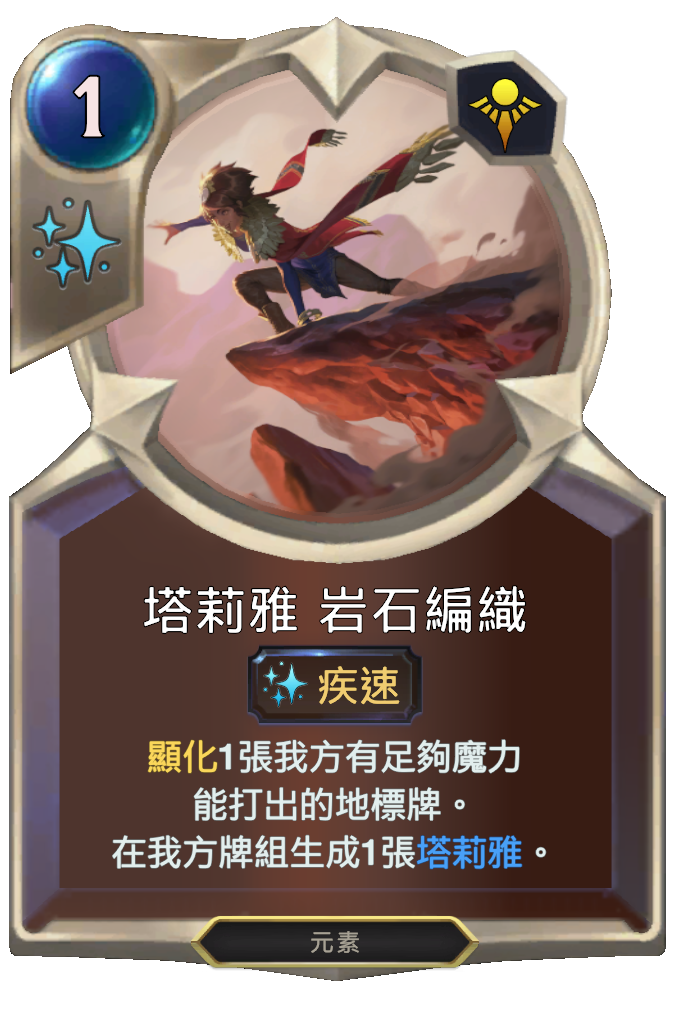 1
塔莉雅 岩石編織
疾速
顯化1張我方有足夠魔力
能打出的地標牌。
在我方牌組生成1張塔莉雅。
元素